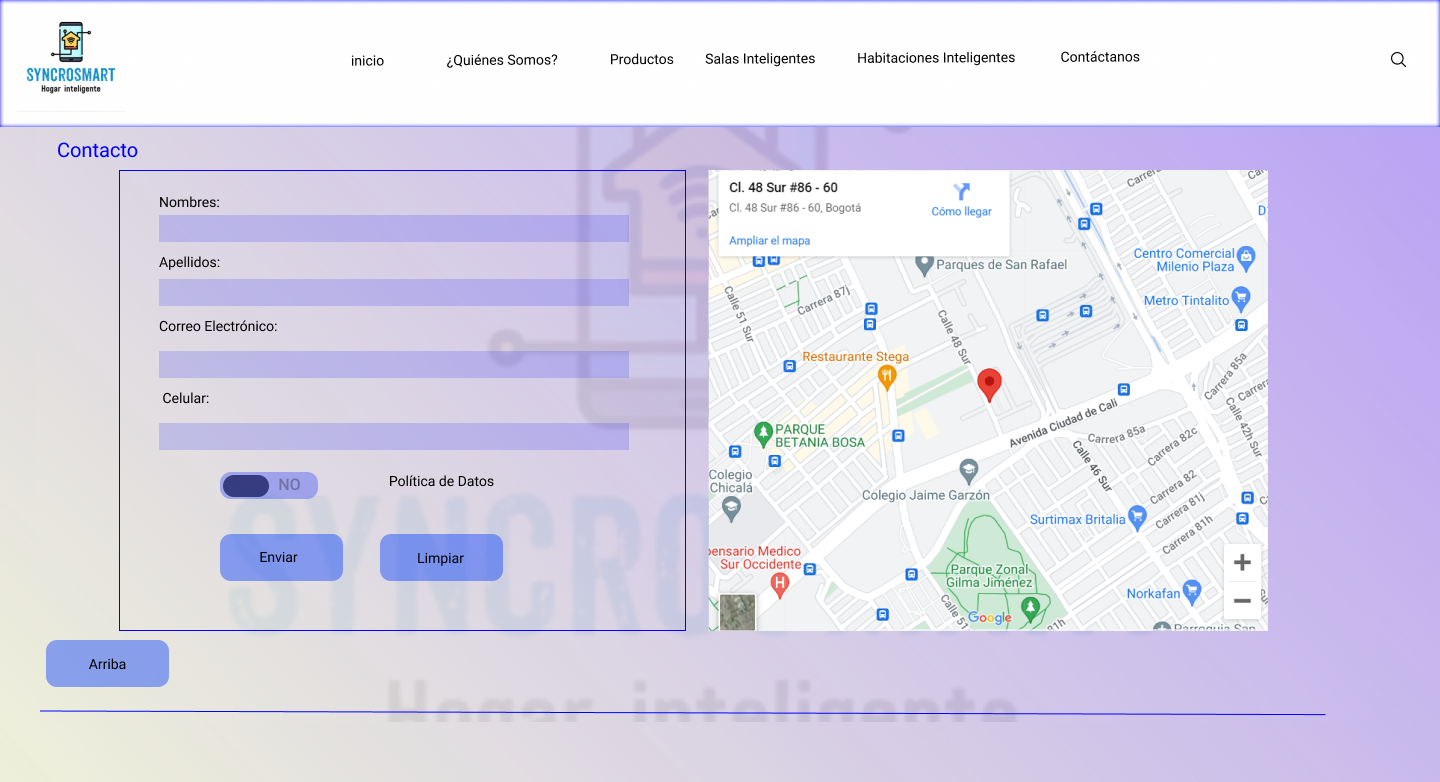 SYNCROSMART
Hogar inteligente
inicio
¿Quiénes Somos?
Productos
Salas Inteligentes
Habitaciones Inteligentes
Contáctanos
Contacto
Nombres:
Apellidos:
Correo Electrónico:
Celular:
NO
Política de Datos
Enviar
Limpiar
Arriba
Cl. 48 Sur #86 - 60
Cl. 48 Sur #86 - 60, Bogotá
Cómo llegar
Ampliar el mapa
Carrera
Parques de San Rafael
Centro Comercial
Milenio Plaza
Metro Tintalito
Calle 51 Sur
Carrera 87j
Calle 48 Sur
Restaurante Stega
PARQUE
BETANIA BOSA
Avenida Ciudad de Cali
Carrera 85a
Carrera 85a
Carrera 82c
Calle 42h Sur
Calle 46 Sur
Colegio
Chicalá
Colegio Jaime Garzón
Carrera 82
Carrera 81j
Carrera 81h
Surtimax Britalia
pensario Medico
Sur Occidente
H
Parque Zonal
Gilma Jiménez
Norkafan
Calle 50 Sur
Google
81h
Parroquia San
SYNCRO
Hogar inteligente